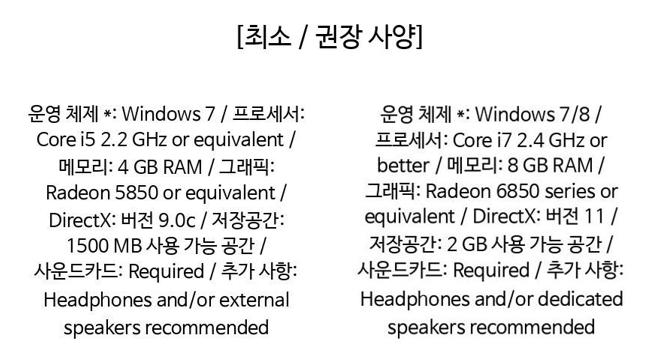 [최소 / 권장 사양]
운영 체제 *: Windows 7 / 프로세서:
Core i5 2.2 GHz or equivalent /
메모리: 4 GB RAM / 그래픽:
Radeon 5850 or equivalent /
DirectX: 버전 9.0c / 저장공간:
1500 MB 사용 가능 공간 /
사운드카드: Required / 추가 사항:
Headphones and/or external
speakers recommended
운영 체제 *: Windows 7/8 /
프로세서: Core i7 2.4 GHz or
better / 메모리: 8 GB RAM /
그래픽: Radeon 6850 series or
equivalent / DirectX: 버전 11 /
저장공간: 2 GB 사용 가능 공간 /
사운드카드: Required / 추가 사항:
Headphones and/or dedicated
speakers recommended